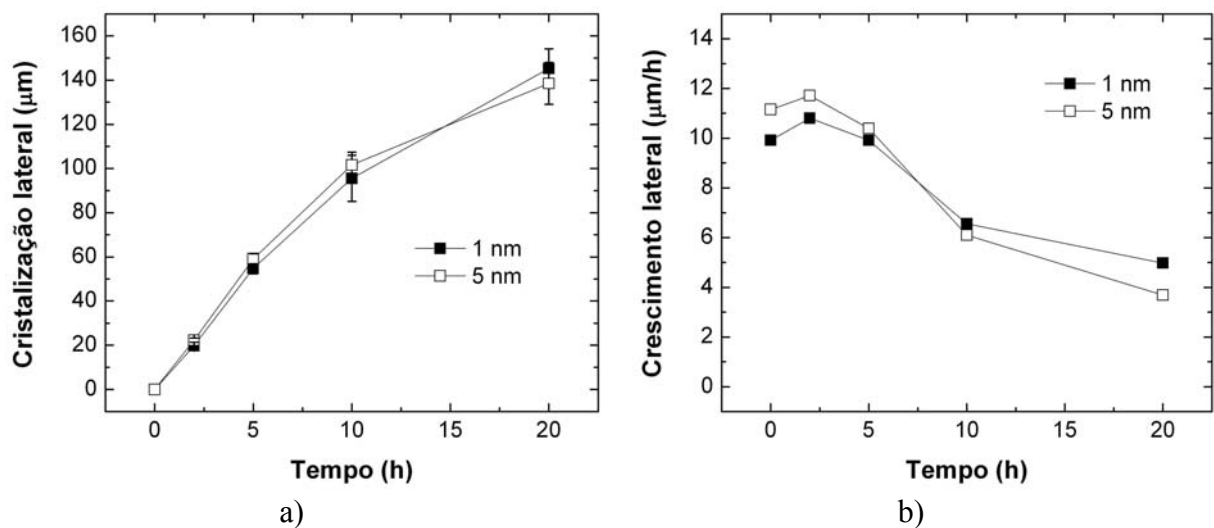 160
140
120
100
80
60
40
20
0
Cristalização lateral (μm)
1 nm
5 nm
0 5 10 15 20
Tempo (h)
a)
14
12
10
8
6
4
2
0
Crescimento lateral (μm/h)
1 nm
5 nm
0 5 10 15 20
Tempo (h)
b)